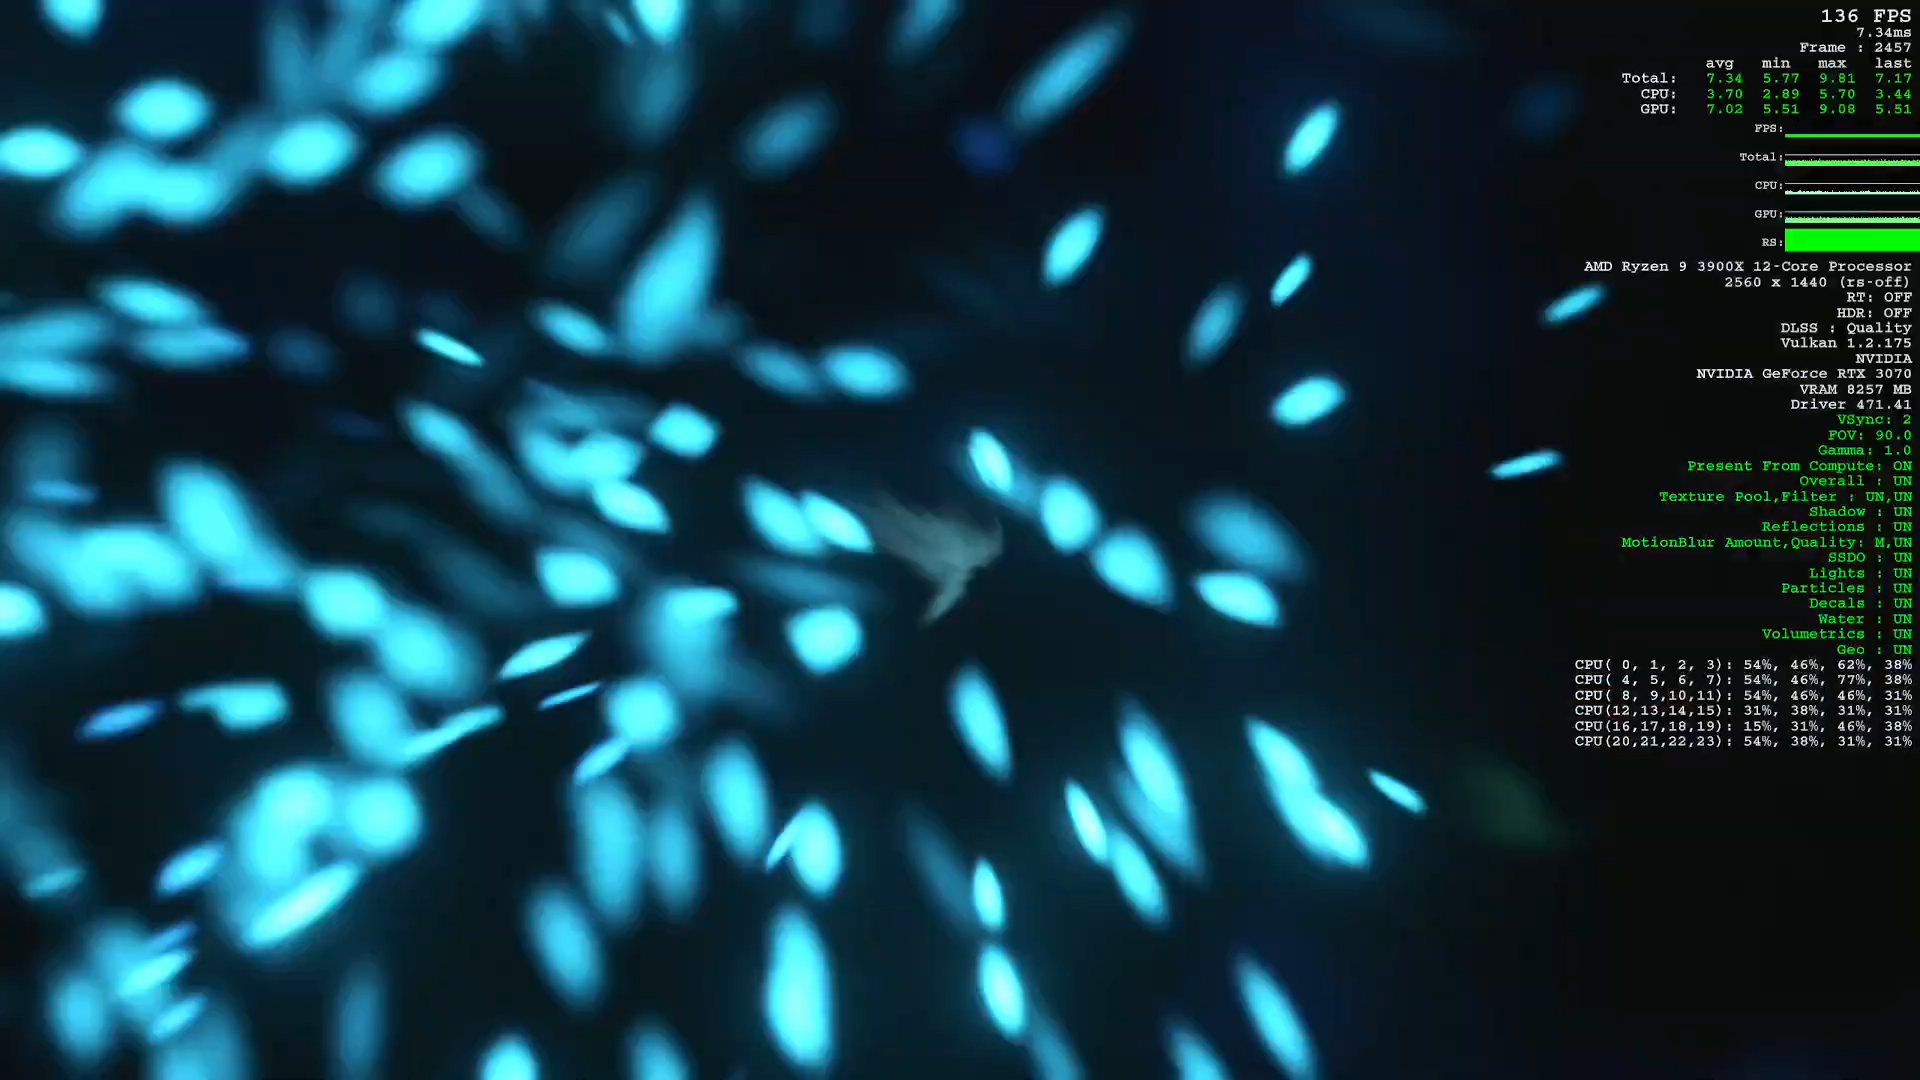 136 FPS
7.34ms
Frame : 2457
avg min max last
Total: 7.34 5.77 9.81 7.17
CPU: 3.70 2.89 5.70 3.44
GPU: 7.02 5.51 9.08 5.51
FPS:
Total:
CPU:
GPU:
RS:
AMD Ryzen 9 3900X 12-Core Processor
2560 x 1440 (rs-off)
RT: OFF
HDR: OFF
DLSS : Quality
Vulkan 1.2.175
NVIDIA
NVIDIA GeForce RTX 3070
VRAM 8257 MB
Driver 471.41
VSync: 2
FOV: 90.0
Gamma: 1.0
Present From Compute: ON
Overall : UN
Texture Pool,Filter : UN,UN
Shadow : UN
Reflections : UN
MotionBlur Amount,Quality: M,UN
SSDO : UN
Lights : UN
Particles : UN
Decals : UN
Water : UN
Volumetrics : UN
Geo : UN
CPU( 0, 1, 2, 3): 54%, 46%, 62%, 38%
CPU( 4, 5, 6, 7): 54%, 46%, 77%, 38%
CPU( 8, 9,10,11): 54%, 46%, 46%, 31%
CPU(12,13,14,15): 31%, 38%, 31%, 31%
CPU(16,17,18,19): 15%, 31%, 46%, 38%
CPU(20,21,22,23): 54%, 38%, 31%, 31%